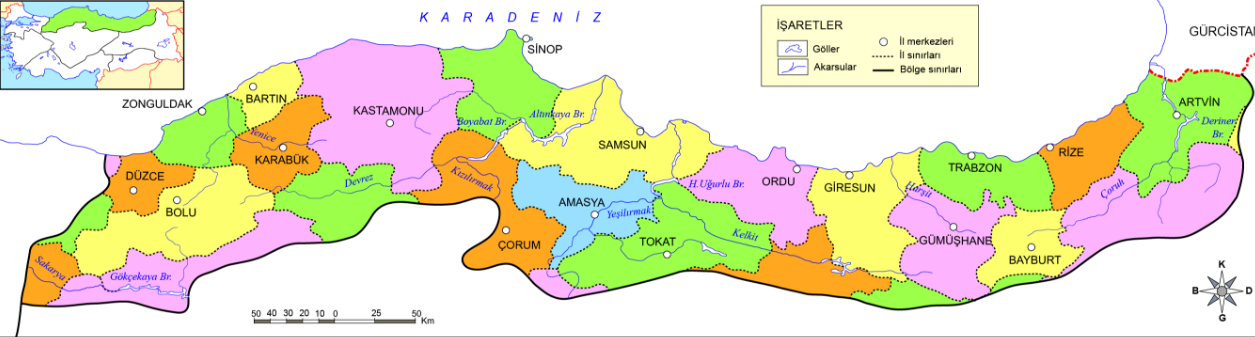 K A R A D E N İ Z
İŞARETLER
Göller
Akarsular
İl merkezleri
İl sınırları
Bölge sınırları
GÜRCİSTAN
SİNOP
ZONGULDAK
BARTIN
KASTAMONU
Boyabat Br.
Altınkaya Br.
ARTVİN
Deriner
Br.
Yenice
KARABÜK
SAMSUN
TRABZON
RİZE
DÜZCE
BOLU
Devrez
Kızılırmak
H.Uğurlu Br.
ORDU
GİRESUN
Harşit
Çoruh
AMASYA
Yeşilırmak
ÇORUM
TOKAT
Kelkit
GÜMÜŞHANE
BAYBURT
Sakarya
Gökçekaya Br.
K
B
D
G
50 40 30 20 10 0 25 50
Km